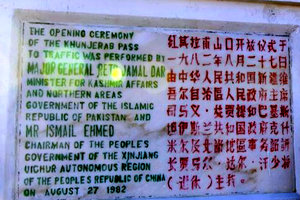 THE OPENING CEREMONY
OF THE KHUNJERAB PASS
TO TRAFFIC WAS PERFORMED BY
MAJOR GENERAL (RETD) JAMAL DAR
MINISTER FOR KASHMIR AFFAIRS
AND NORTHERN AREAS
GOVERNMENT OF THE ISLAMIC
REPUBLIC OF PAKISTAN AND
MR ISMAIL EHMED
CHAIRMAN OF THE PEOPLE'S
GOVERNMENT OF THE XINJIANG
UIGHUR AUTONOMOUS REGION
OF THE PEOPLE'S REPUBLIC OF CHINA
ON AUGUST 27 1982
红其拉甫山口开放仪式于
一九八二年八月二十七日
由中华人民共和国新疆维
吾尔自治区人民政府主席
司马义·艾买提和巴基斯
坦伊斯兰共和国政府克什
米尔及北部地区事务部部
长贾马尔·达尔·少将
主持。